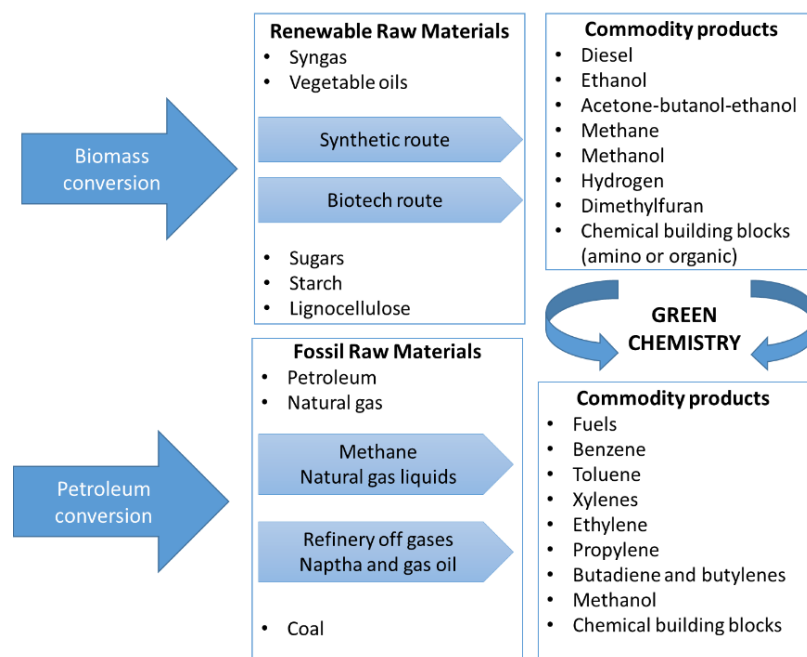 Biomass
conversion
Renewable Raw Materials
• Syngas
• Vegetable oils
Synthetic route
Biotech route
• Sugars
• Starch
• Lignocellulose
Commodity products
• Diesel
• Ethanol
• Acetone-butanol-ethanol
• Methane
• Methanol
• Hydrogen
• Dimethylfuran
• Chemical building blocks
(amino or organic)
GREEN
CHEMISTRY
Petroleum
conversion
Fossil Raw Materials
• Petroleum
• Natural gas
Methane
Natural gas liquids
Refinery off gases
Naptha and gas oil
• Coal
Commodity products
• Fuels
• Benzene
• Toluene
• Xylenes
• Ethylene
• Propylene
• Butadiene and butylenes
• Methanol
• Chemical building blocks